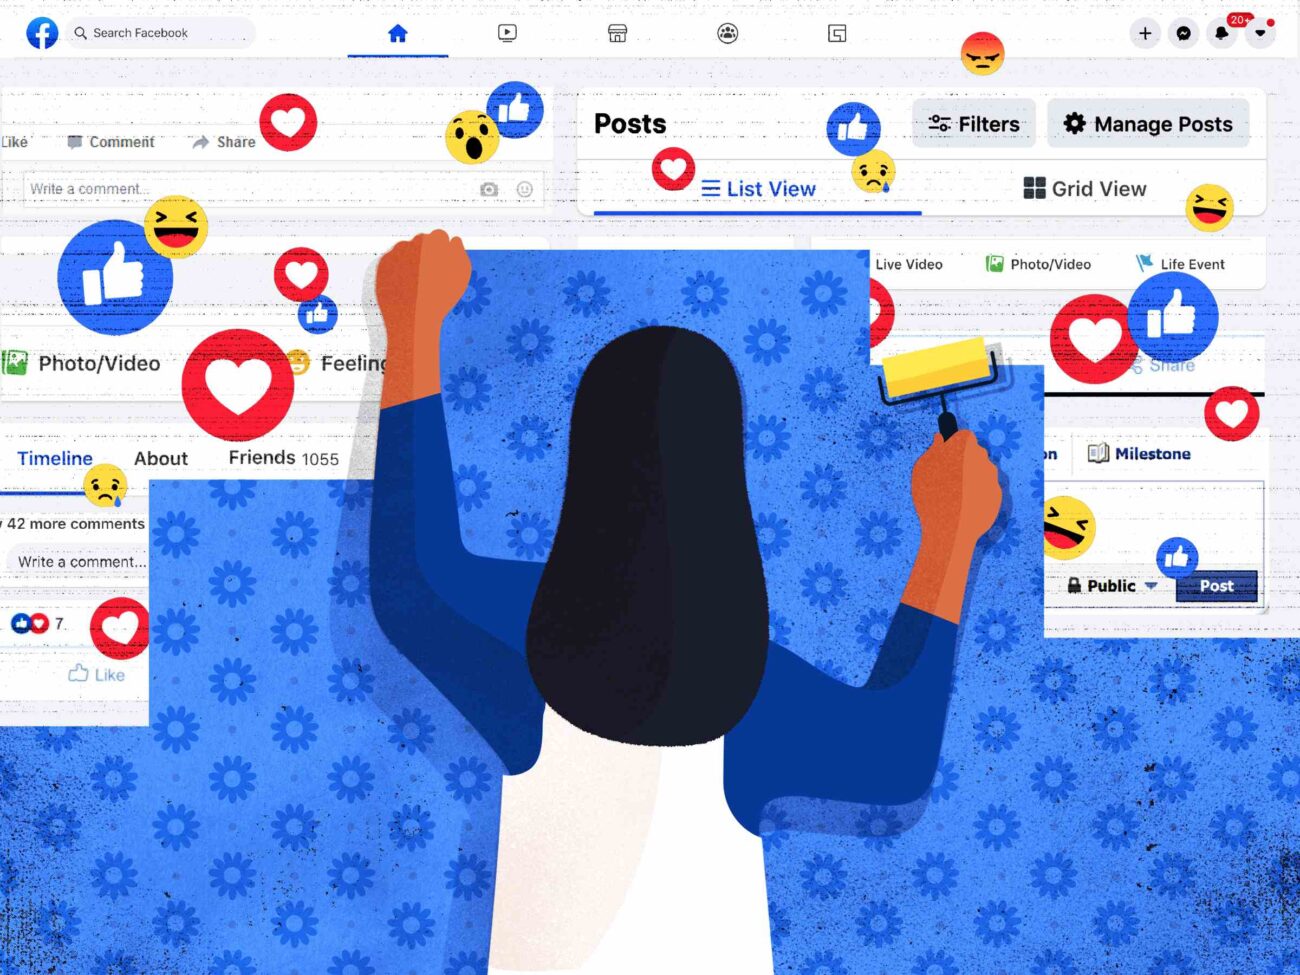 Search Facebook
20+
Like Comment Share
Write a comment...
Posts
Filters
Manage Posts
List View
Grid View
Live Video Photo/Video Life Event
Photo/Video
Feeling
Share
Timeline About Friends 1055
Milestone
42 more comments
Write a comment...
Public Post
7
Like